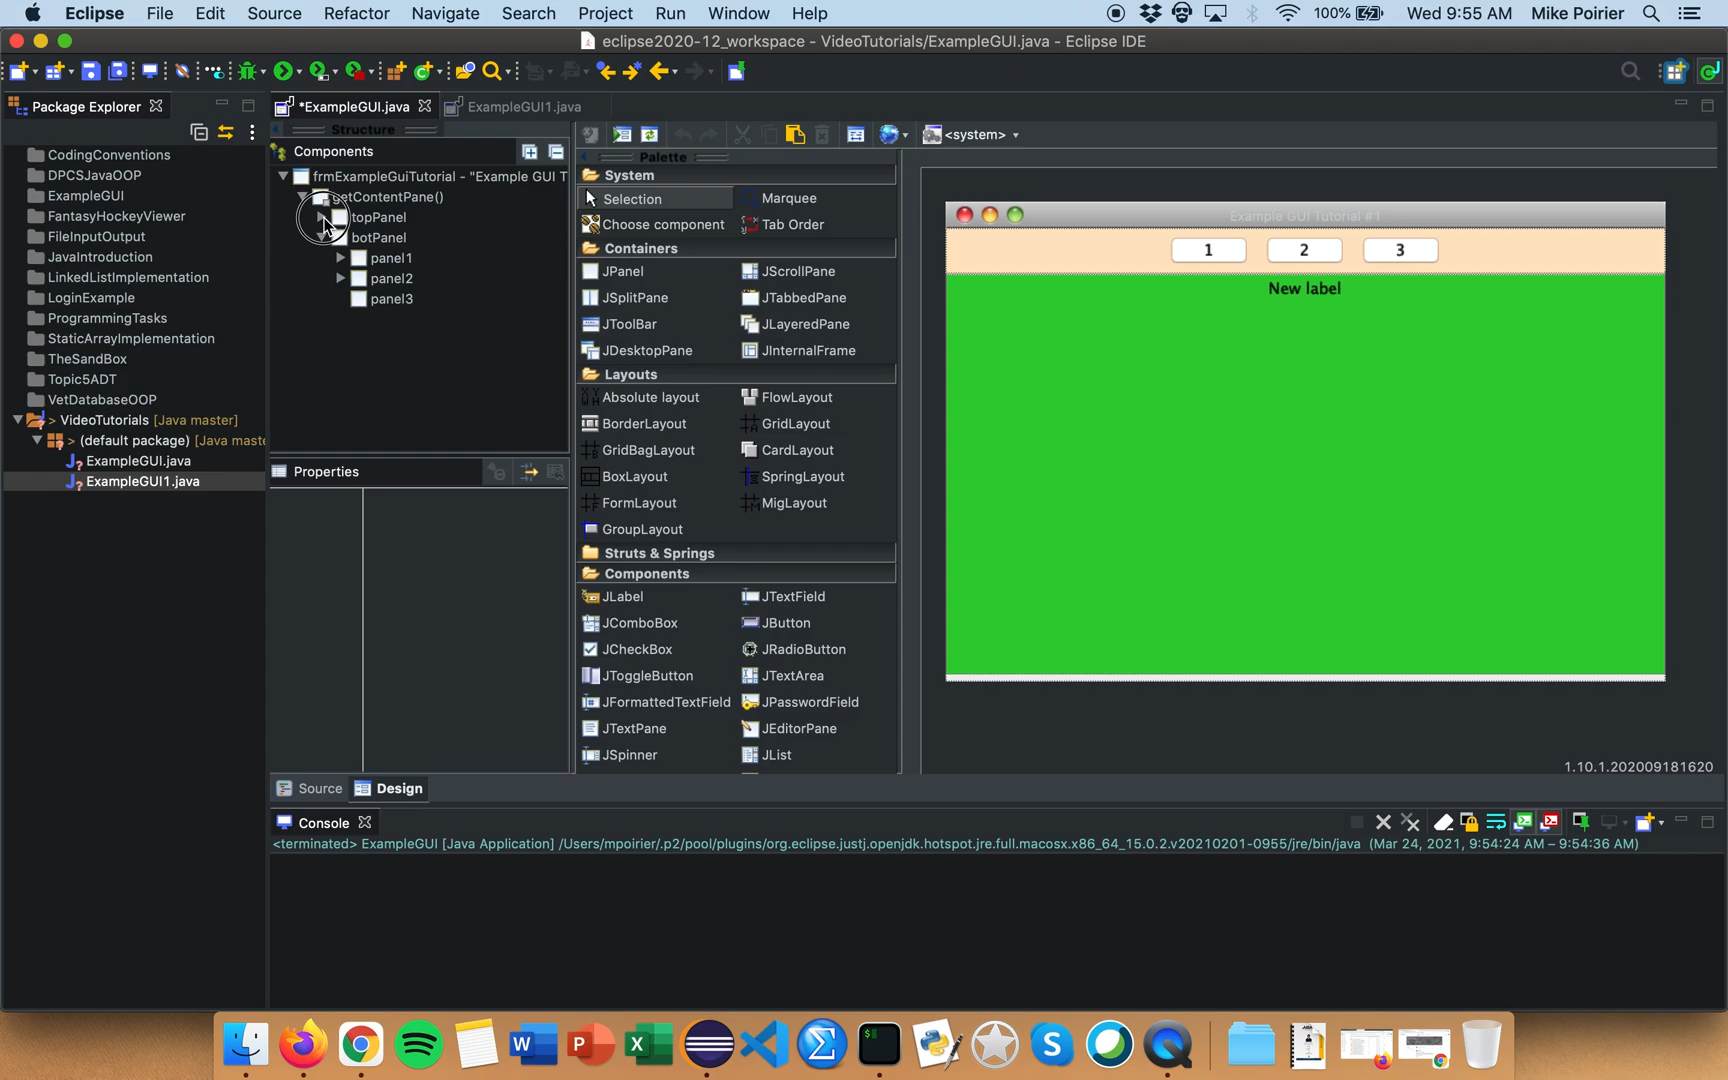 Eclipse File Edit Source Refactor Navigate Search Project Run Window Help 100% Wed 9:55 AM Mike Poirier
eclipse2020-12_workspace - VideoTutorials/ExampleGUI.java - Eclipse IDE
Package Explorer
CodingConventions
DPCSJavaOOP
ExampleGUI
FantasyHockeyViewer
FileInputOutput
JavaIntroduction
LinkedListImplementation
LoginExample
ProgrammingTasks
StaticArrayImplementation
TheSandBox
Topic5ADT
VetDatabaseOOP
> VideoTutorials [Java master]
> (default package) [Java maste
ExampleGUI.java
ExampleGUI1.java
*ExampleGUI.java ExampleGUI1.java
Structure
Components
frmExampleGuiTutorial - "Example GUI T
getContentPane()
topPanel
botPanel
panel1
panel2
panel3
Properties
<system>
Palette
System
Selection Marquee
Choose component Tab Order
Containers
JPanel JScrollPane
JSplitPane JTabbedPane
JToolBar JLayeredPane
JDesktopPane JInternalFrame
Layouts
Absolute layout FlowLayout
BorderLayout GridLayout
GridBagLayout CardLayout
BoxLayout SpringLayout
FormLayout MigLayout
GroupLayout
Struts & Springs
Components
JLabel JTextField
JComboBox JButton
JCheckBox JRadioButton
JToggleButton JTextArea
JFormattedTextField JPasswordField
JTextPane JEditorPane
JSpinner JList
Example GUI Tutorial #1
1 2 3
New label
1.10.1.202009181620
Source Design
Console
<terminated> ExampleGUI [Java Application] /Users/mpoirier/.p2/pool/plugins/org.eclipse.justj.openjdk.hotspot.jre.full.macosx.x86_64_15.0.2.v20210201-0955/jre/bin/java (Mar 24, 2021, 9:54:24 AM – 9:54:36 AM)